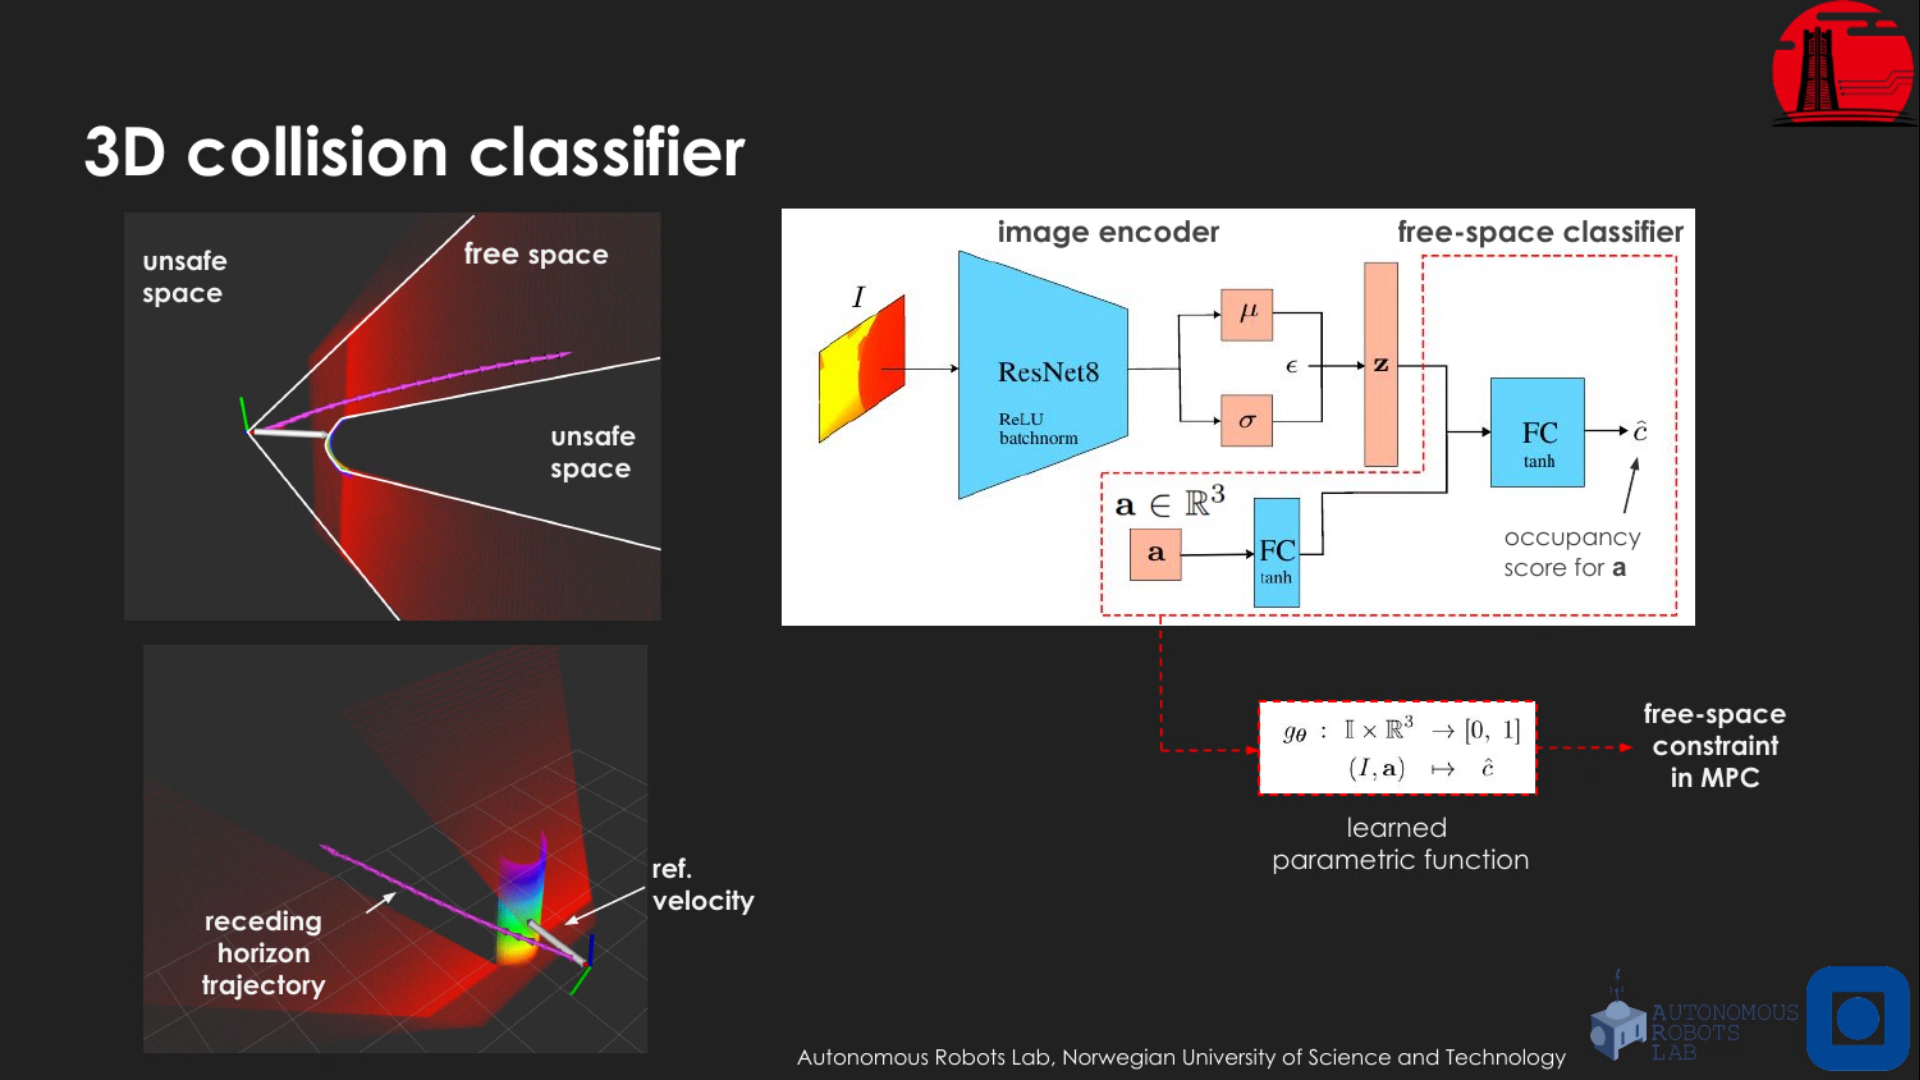 3D collision classifier
unsafe
space
free space
unsafe
space
image encoder
free-space classifier
I
ResNet8
ReLU
batchnorm
μ
ϵ
σ
z
a ∈ ℝ³
a
FC
tanh
FC
tanh
ĉ
occupancy
score for a
g_θ : 𝕀 × ℝ³ → [0, 1]
(I, a) ↦ ĉ
learned
parametric function
free-space
constraint
in MPC
receding
horizon
trajectory
ref.
velocity
Autonomous Robots Lab, Norwegian University of Science and Technology
AUTONOMOUS
ROBOTS
LAB